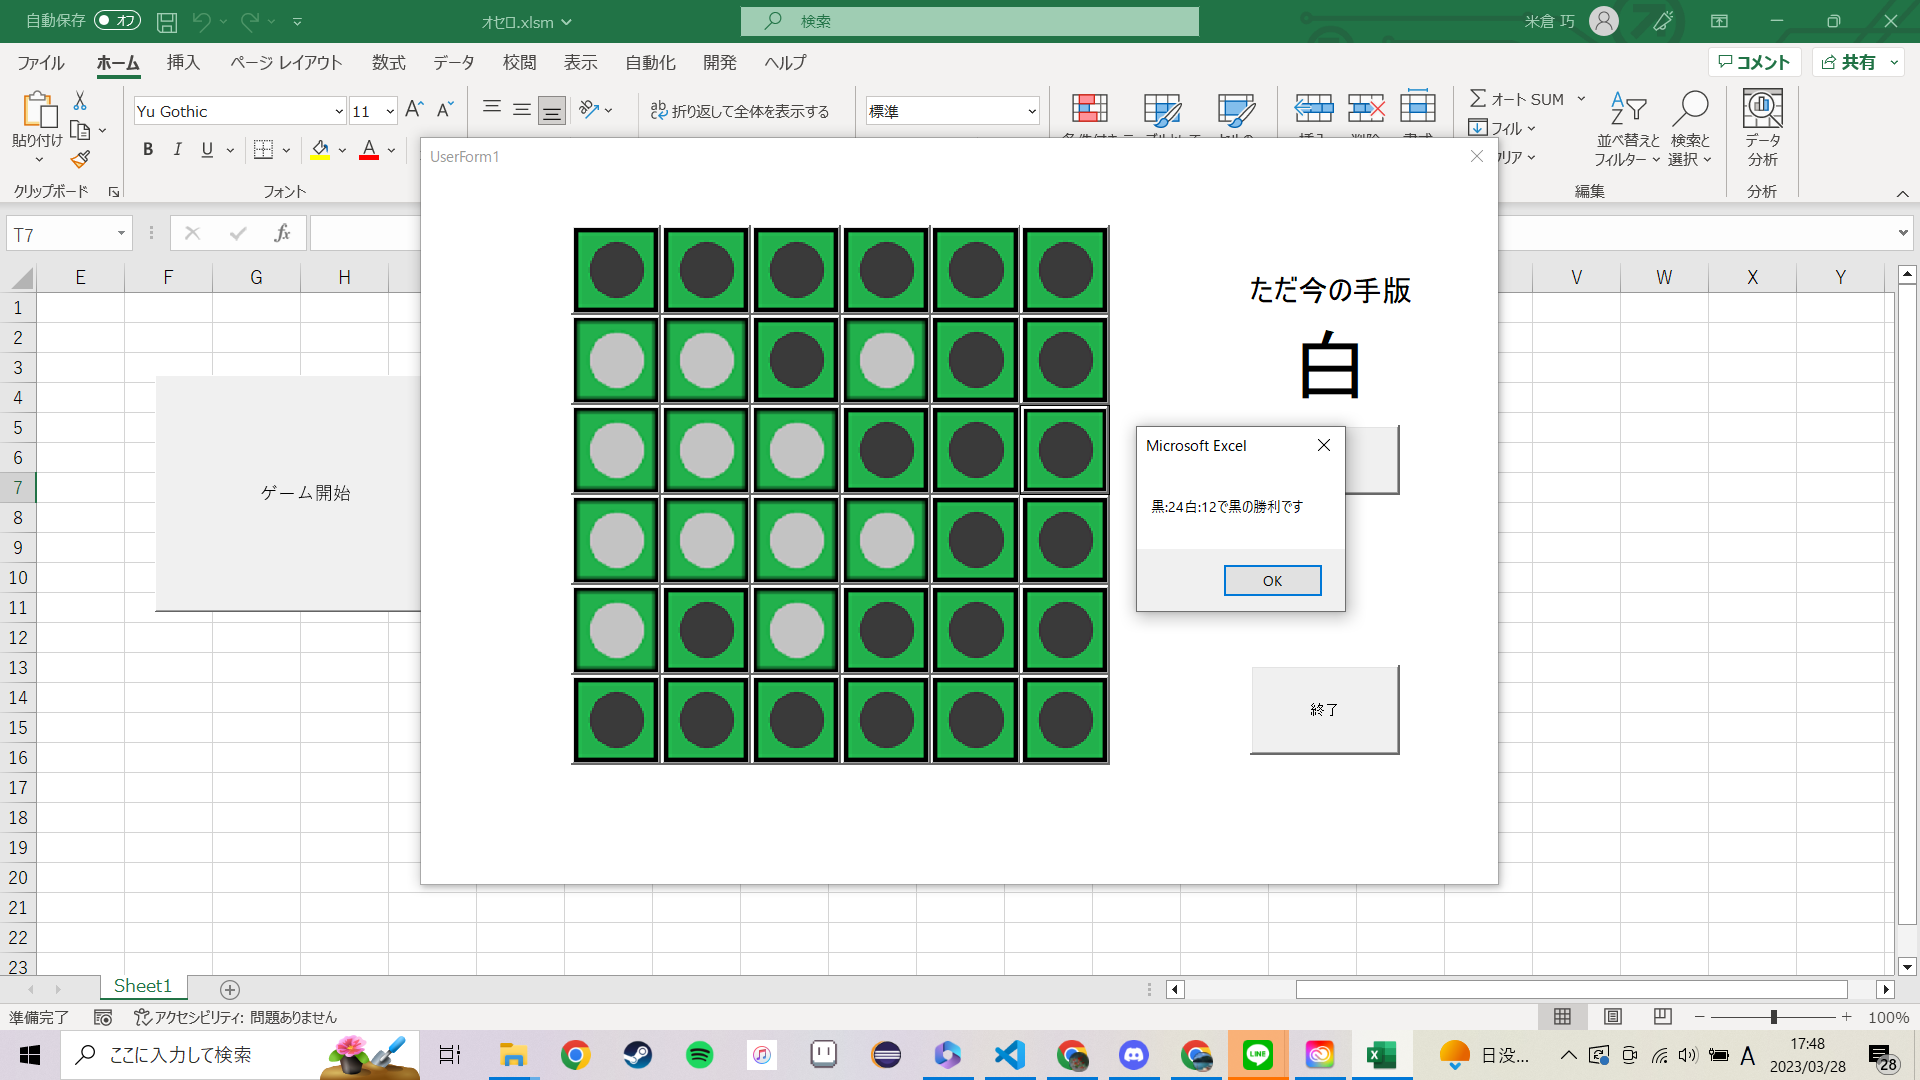 自動保存 オフ
オセロ.xlsm
検索
米倉 巧
ファイル ホーム 挿入 ページ レイアウト 数式 データ 校閲 表示 自動化 開発 ヘルプ
コメント 共有
貼り付け
クリップボード
Yu Gothic 11
B I U
フォント
ab 折り返して全体を表示する
標準
オート SUM
フィル
リア
並べ替えと
フィルター
検索と
選択
編集
データ
分析
分析
T7
fx
UserForm1
E F G H V W X Y
1
2
3
4
5
6
7
8
9
10
11
12
13
14
15
16
17
18
19
20
21
22
23
ゲーム開始
ただ今の手版
白
Microsoft Excel
黒:24白:12で黒の勝利です
OK
終了
Sheet1
準備完了 アクセシビリティ: 問題ありません
100%
ここに入力して検索
LINE
日没...
A
17:48
2023/03/28
28